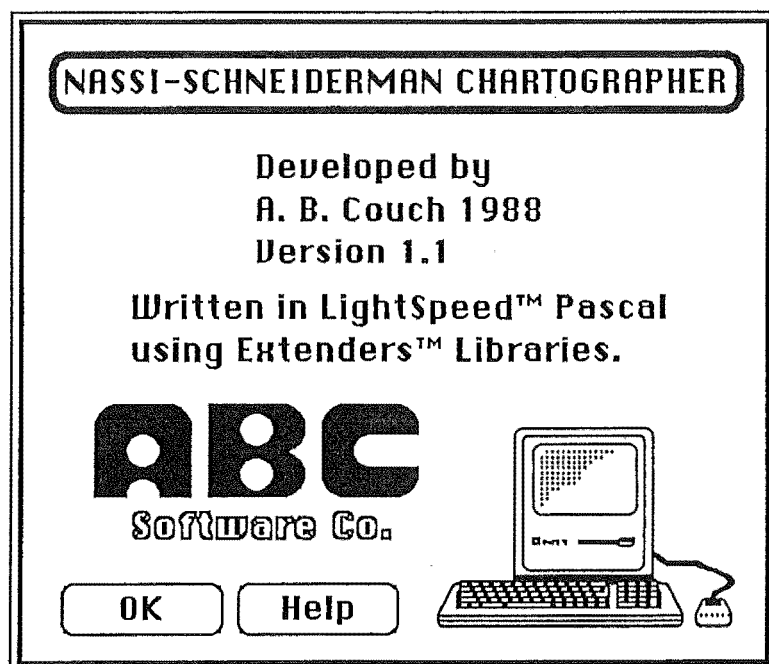 NASSI-SCHNEIDERMAN CHARTOGRAPHER
Developed by
A. B. Couch 1988
Version 1.1
Written in LightSpeed™ Pascal
using Extenders™ Libraries.
ABC
Software Co.
OK Help